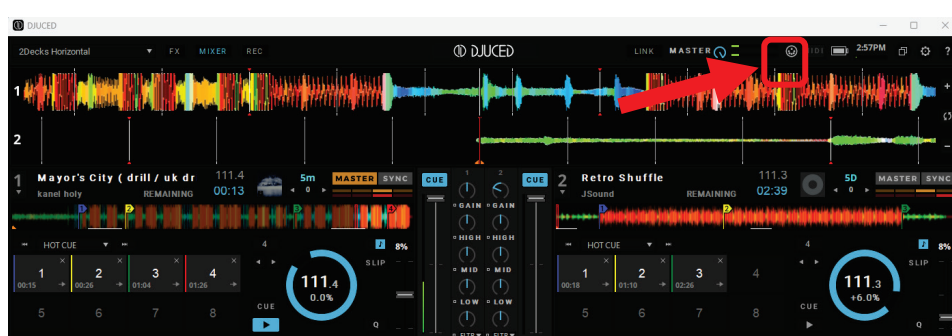 DJUCED
2Decks Horizontal FX MIXER REC DJUCED LINK MASTER MIDI 2:57PM ?
1
2
1 Mayor's City ( drill / uk dr 111.4 5m MASTER SYNC CUE 1 2 CUE 2 Retro Shuffle 111.3 5D MASTER SYNC
kanel holy REMAINING 00:13 0 JSound REMAINING 02:39 0
GAIN GAIN
HIGH HIGH
HOT CUE 4 8% HOT CUE 4 8%
SLIP MID MID SLIP
1 2 3 4 111.4 1 2 3 4 111.3
00:15 00:26 01:04 01:26 0.0% LOW LOW 00:18 01:10 02:26 +6.0%
5 6 7 8 CUE 5 6 7 8 CUE
Q FLTR FLTR Q